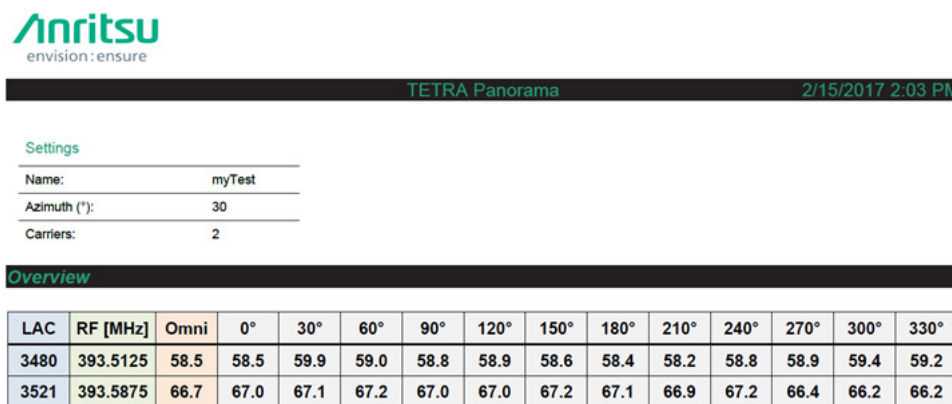 Anritsu
envision : ensure
TETRA Panorama 2/15/2017 2:03 PM
Settings
Name: myTest
Azimuth (°): 30
Carriers: 2
Overview
LAC RF [MHz] Omni 0° 30° 60° 90° 120° 150° 180° 210° 240° 270° 300° 330°
3480 393.5125 58.5 58.5 59.9 59.0 58.8 58.9 58.6 58.4 58.2 58.8 58.9 59.4 59.2
3521 393.5875 66.7 67.0 67.1 67.2 67.0 67.0 67.2 67.1 66.9 67.2 66.4 66.2 66.2